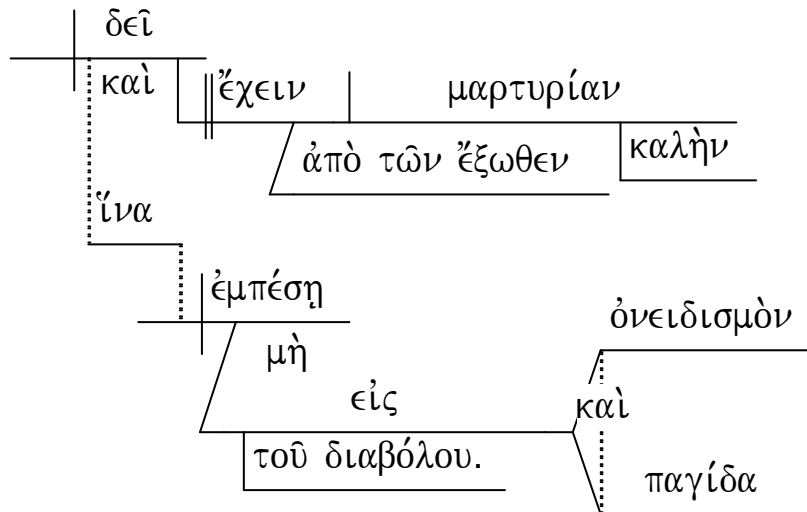 δεῖ
καὶ ἔχειν μαρτυρίαν
ἀπὸ τῶν ἔξωθεν καλὴν
ἵνα
ἐμπέσῃ
μὴ ὀνειδισμὸν
εἰς καὶ
τοῦ διαβόλου. παγίδα